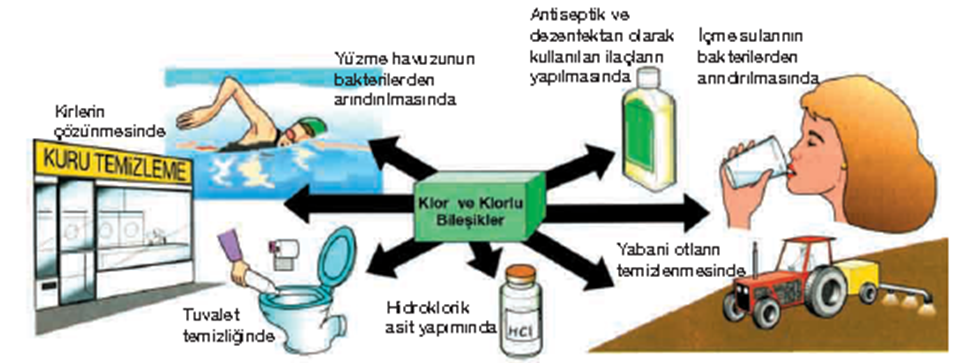 Antiseptik ve
dezenfektan olarak
kullanılan ilaçların
yapılmasında
İçme sularının
bakterilerden
arındırılmasında
Yüzme havuzunun
bakterilerden
arındırılmasında
Kirlerin
çözünmesinde
KURU TEMİZLEME
Klor ve Klorlu
Bileşikler
Yabani otların
temizlenmesinde
Tuvalet
temizliğinde
Hidroklorik
asit yapımında
HCl